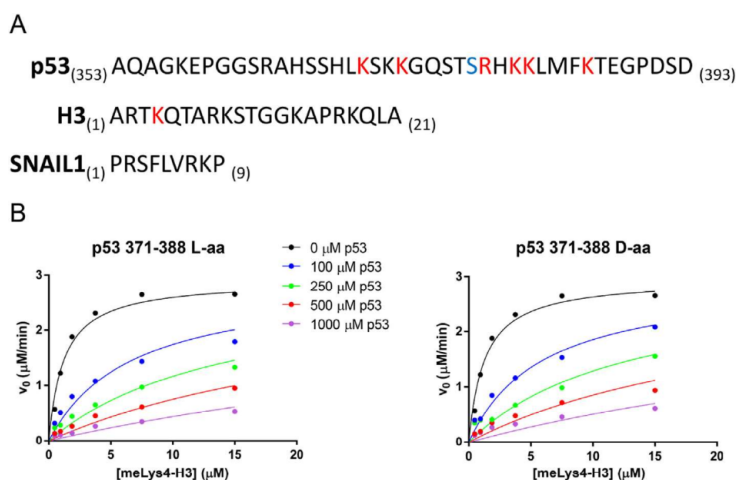 A
p53(353) AQAGKEPGGSRAHSSHLKSKKGQSTSRHKKLMFKTEGPDSD (393)
H3(1) ARTKQTARKSTGGKAPRKQLA (21)
SNAIL1(1) PRSFLVRKP (9)
B
p53 371-388 L-aa
3
2
1
0
v0 (μM/min)
0 5 10 15 20
[meLys4-H3] (μM)
0 μM p53
100 μM p53
250 μM p53
500 μM p53
1000 μM p53
p53 371-388 D-aa
3
2
1
0
v0 (μM/min)
0 5 10 15 20
[meLys4-H3] (μM)